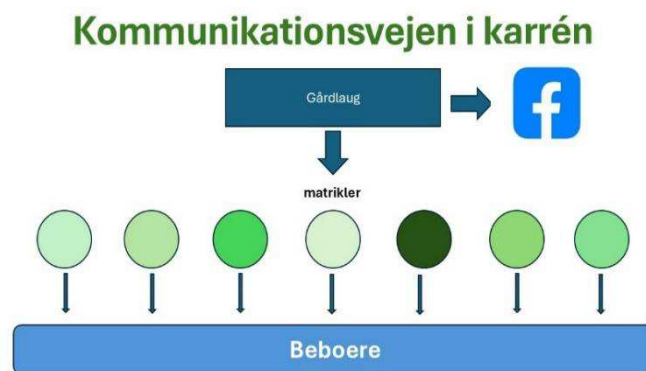 Kommunikationsvejen i karrén
Gårdlaug
matrikler
Beboere